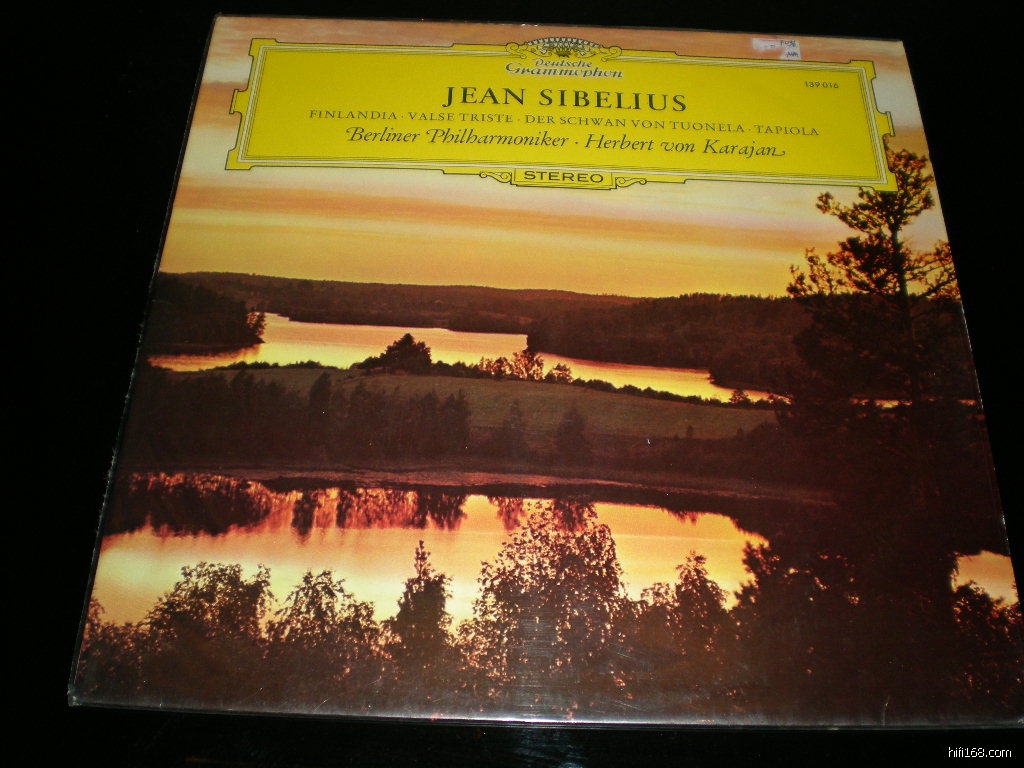 Deutsche
Grammophon
139 016
JEAN SIBELIUS
FINLANDIA · VALSE TRISTE · DER SCHWAN VON TUONELA · TAPIOLA
Berliner Philharmoniker · Herbert von Karajan
STEREO
hifi168.com